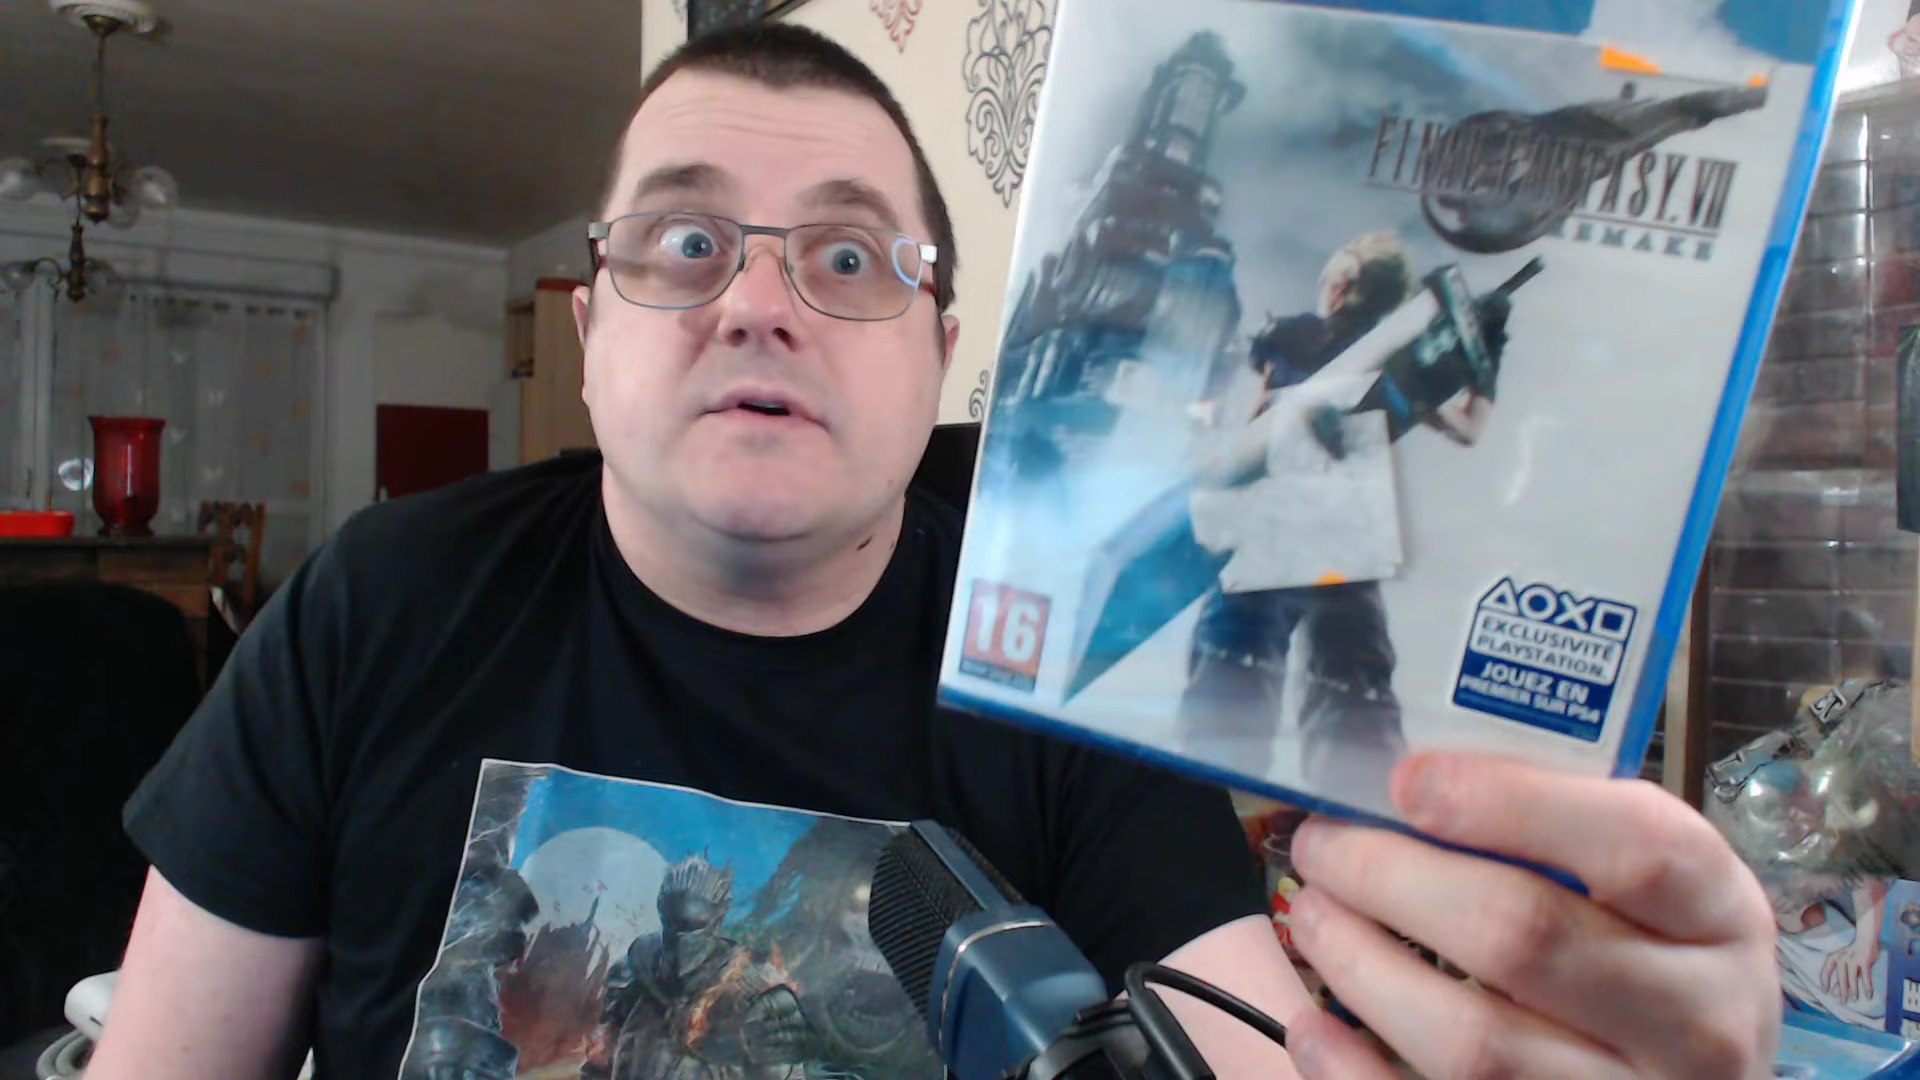 FINAL FANTASY VII
REMAKE
16
EXCLUSIVITÉ
PLAYSTATION
JOUEZ EN
PREMIER SUR PS4